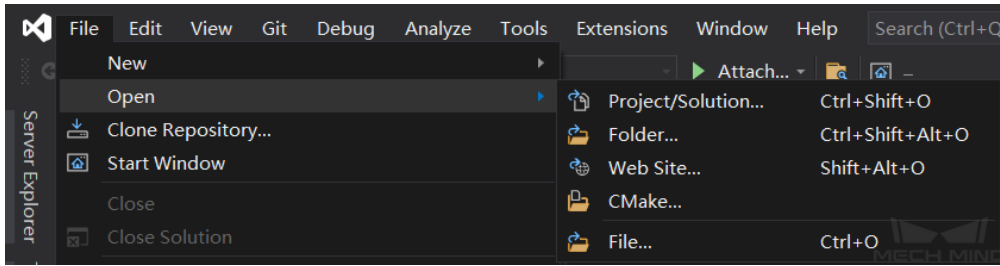 File Edit View Git Debug Analyze Tools Extensions Window Help Search (Ctrl+Q
New
Attach...
Open
Project/Solution... Ctrl+Shift+O
Clone Repository...
Folder... Ctrl+Shift+Alt+O
Start Window
Web Site... Shift+Alt+O
Close
CMake...
Close Solution
File... Ctrl+O
Server Explorer
MECH MIND